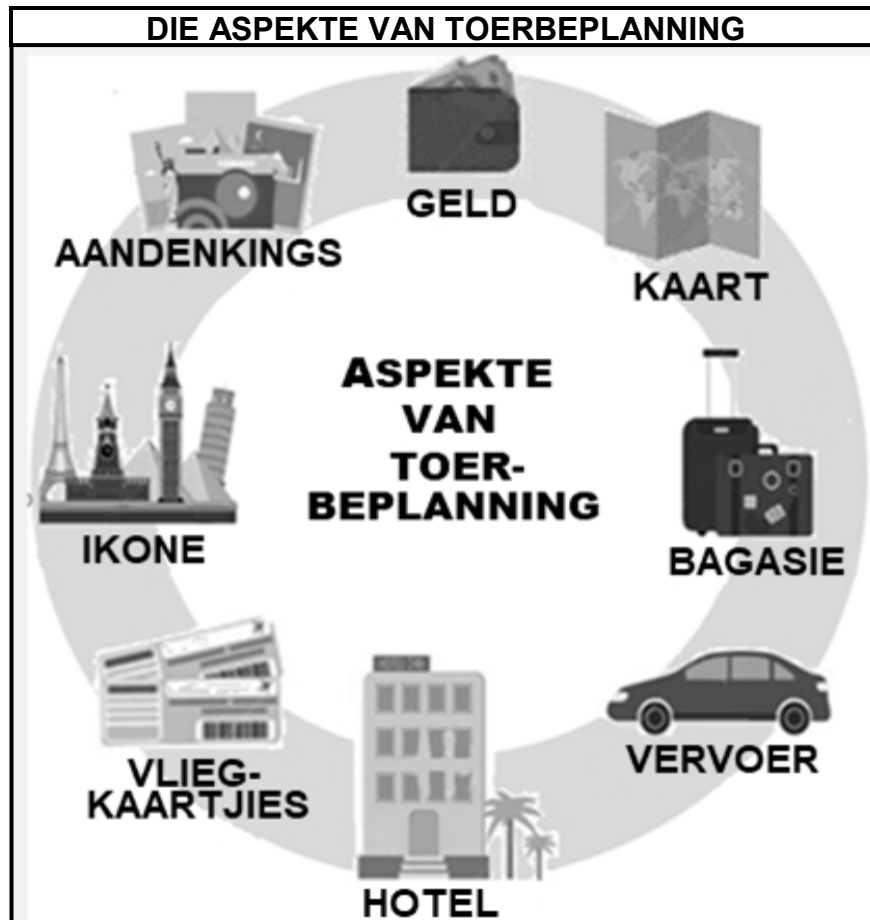 DIE ASPEKTE VAN TOERBEPLANNING
GELD
KAART
AANDENKINGS
ASPEKTE
VAN
TOER-
BEPLANNING
IKONE
BAGASIE
VLIEG-
KAARTJIES
VERVOER
HOTEL